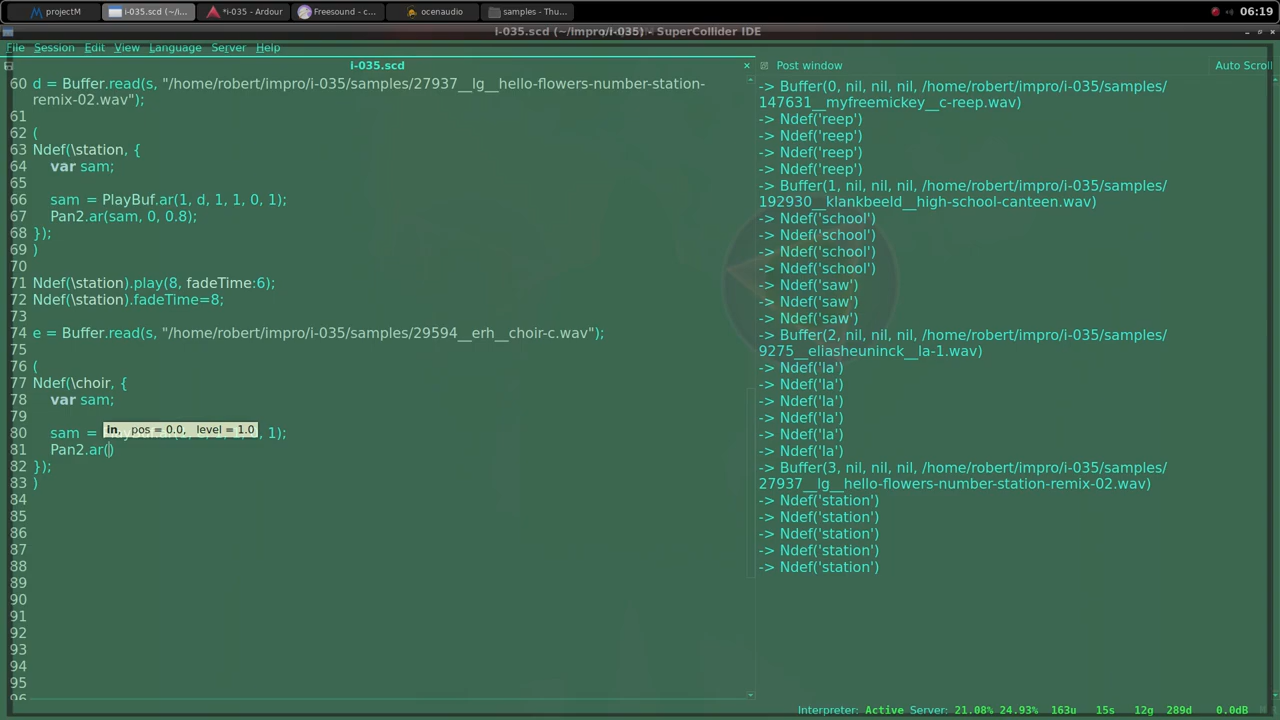 projectM
i-035.scd (~/i...
*i-035 - Ardour
Freesound - c...
ocenaudio
samples - Thu...
06:19
i-035.scd (~/impro/i-035) - SuperCollider IDE
File Session Edit View Language Server Help
i-035.scd
Post window
Auto Scroll
60 d = Buffer.read(s, "/home/robert/impro/i-035/samples/27937__lg__hello-flowers-number-station-
remix-02.wav");
61
62 (
63 Ndef(\station, {
64 var sam;
65
66 sam = PlayBuf.ar(1, d, 1, 1, 0, 1);
67 Pan2.ar(sam, 0, 0.8);
68 });
69 )
70
71 Ndef(\station).play(8, fadeTime:6);
72 Ndef(\station).fadeTime=8;
73
74 e = Buffer.read(s, "/home/robert/impro/i-035/samples/29594__erh__choir-c.wav");
75
76 (
77 Ndef(\choir, {
78 var sam;
79
in, pos = 0.0, level = 1.0
80 sam = , 1);
81 Pan2.ar()
82 });
83 )
84
85
86
87
88
89
90
91
92
93
94
95
96
-> Buffer(0, nil, nil, nil, /home/robert/impro/i-035/samples/
147631__myfreemickey__c-reep.wav)
-> Ndef('reep')
-> Ndef('reep')
-> Ndef('reep')
-> Ndef('reep')
-> Buffer(1, nil, nil, nil, /home/robert/impro/i-035/samples/
192930__klankbeeld__high-school-canteen.wav)
-> Ndef('school')
-> Ndef('school')
-> Ndef('school')
-> Ndef('school')
-> Ndef('saw')
-> Ndef('saw')
-> Ndef('saw')
-> Buffer(2, nil, nil, nil, /home/robert/impro/i-035/samples/
9275__eliasheuninck__la-1.wav)
-> Ndef('la')
-> Ndef('la')
-> Ndef('la')
-> Ndef('la')
-> Ndef('la')
-> Ndef('la')
-> Buffer(3, nil, nil, nil, /home/robert/impro/i-035/samples/
27937__lg__hello-flowers-number-station-remix-02.wav)
-> Ndef('station')
-> Ndef('station')
-> Ndef('station')
-> Ndef('station')
-> Ndef('station')
Interpreter: Active Server: 21.08% 24.93% 163u 15s 12g 289d 0.0dB